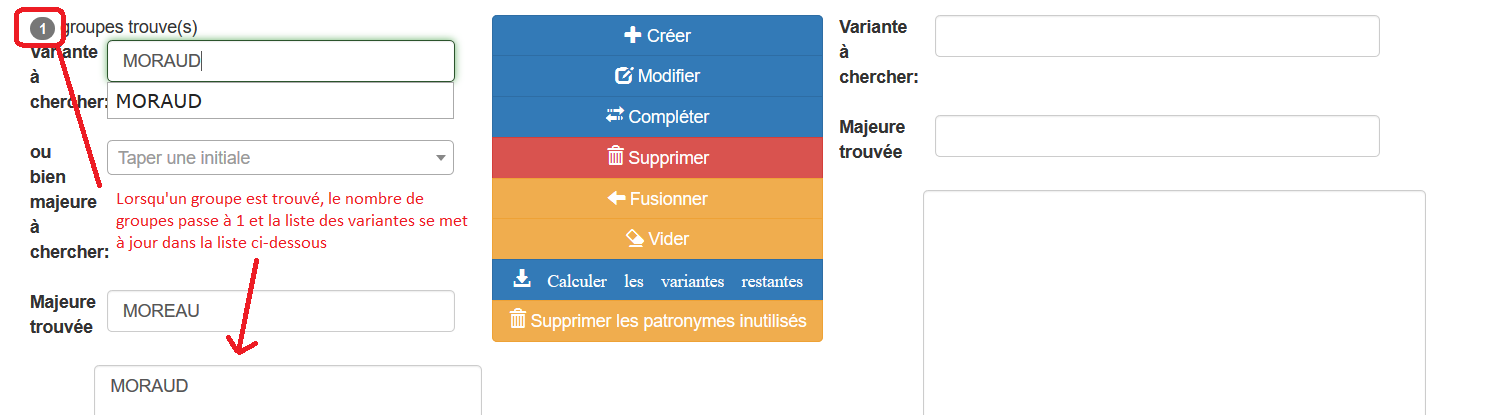 1 groupes trouve(s)
Variante
à
chercher:
MORAUD
MORAUD
ou
bien
majeure
à
chercher:
Taper une initiale
Lorsqu'un groupe est trouvé, le nombre de
groupes passe à 1 et la liste des variantes se met
à jour dans la liste ci-dessous
Majeure
trouvée
MOREAU
MORAUD
Créer
Modifier
Compléter
Supprimer
Fusionner
Vider
Calculer les variantes restantes
Supprimer les patronymes inutilisés
Variante
à
chercher:
Majeure
trouvée